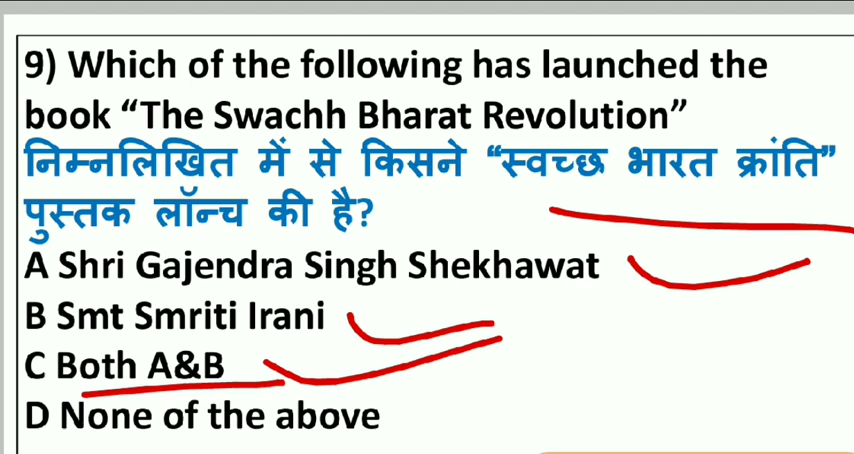 9) Which of the following has launched the
book “The Swachh Bharat Revolution”
निम्नलिखित में से किसने “स्वच्छ भारत क्रांति”
पुस्तक लॉन्च की है?
A Shri Gajendra Singh Shekhawat
B Smt Smriti Irani
C Both A&B
D None of the above